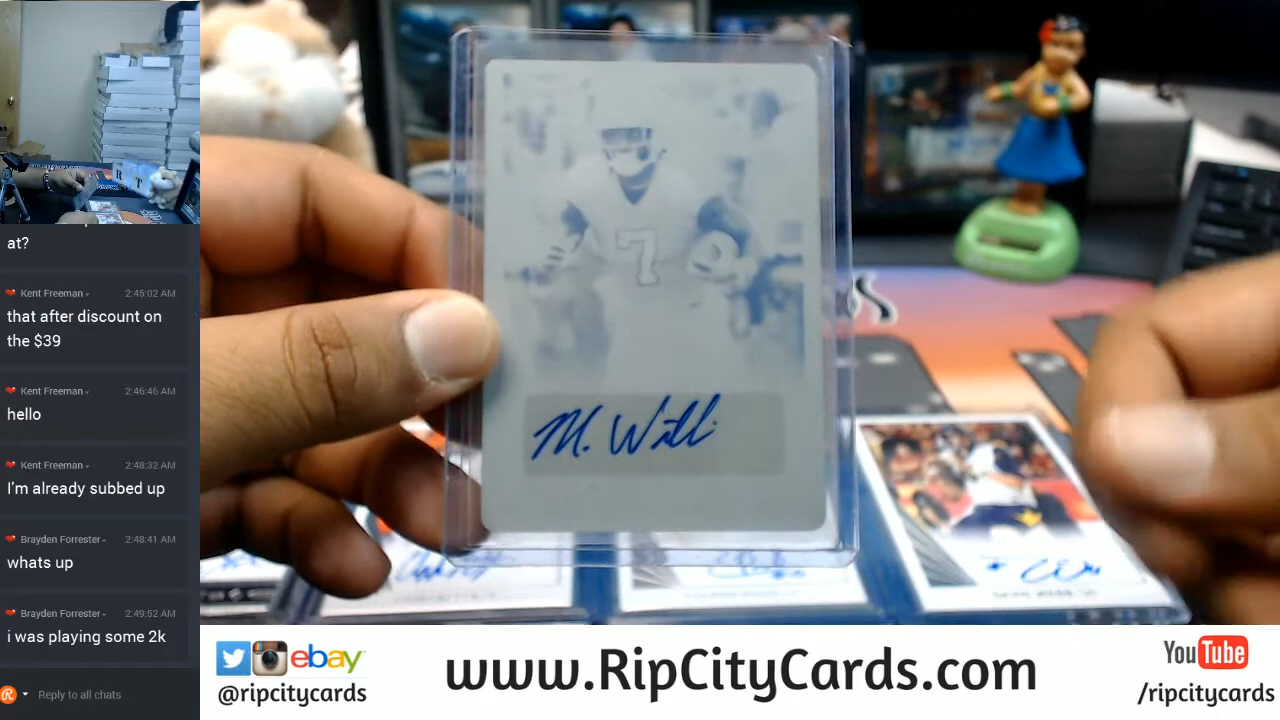 at?
Kent Freeman 2:45:02 AM
that after discount on
the $39
Kent Freeman 2:46:46 AM
hello
Kent Freeman 2:48:32 AM
I'm already subbed up
Brayden Forrester 2:48:41 AM
whats up
Brayden Forrester 2:49:52 AM
i was playing some 2k
Reply to all chats
7
M. Willi
ebay
@ripcitycards
www.RipCityCards.com
YouTube
/ripcitycards